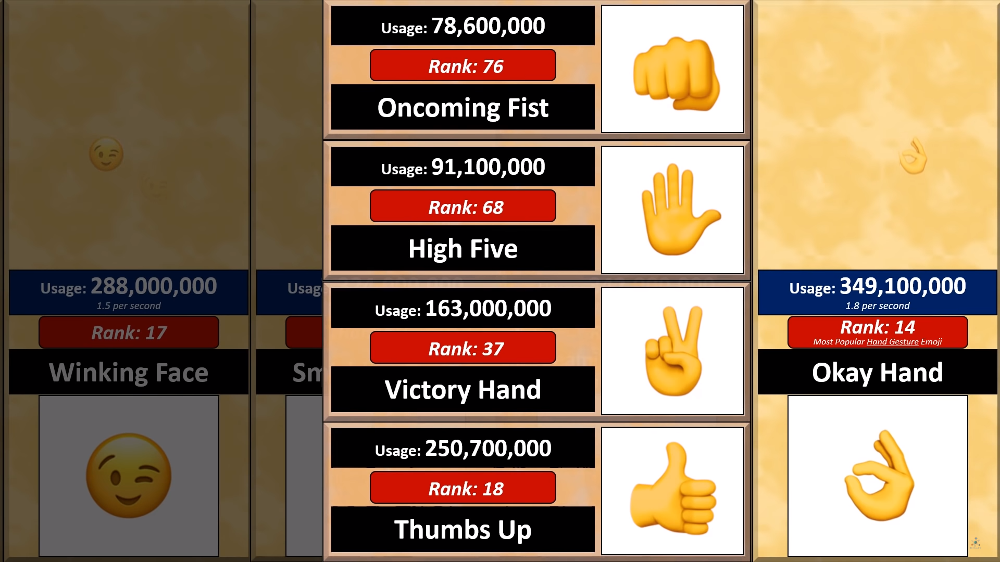 Usage: 288,000,000
1.5 per second
Rank: 17
Winking Face
Usag
Sm
Usage: 78,600,000
Rank: 76
Oncoming Fist
Usage: 91,100,000
Rank: 68
High Five
Usage: 163,000,000
Rank: 37
Victory Hand
Usage: 250,700,000
Rank: 18
Thumbs Up
Usage: 349,100,000
1.8 per second
Rank: 14
Most Popular Hand Gesture Emoji
Okay Hand